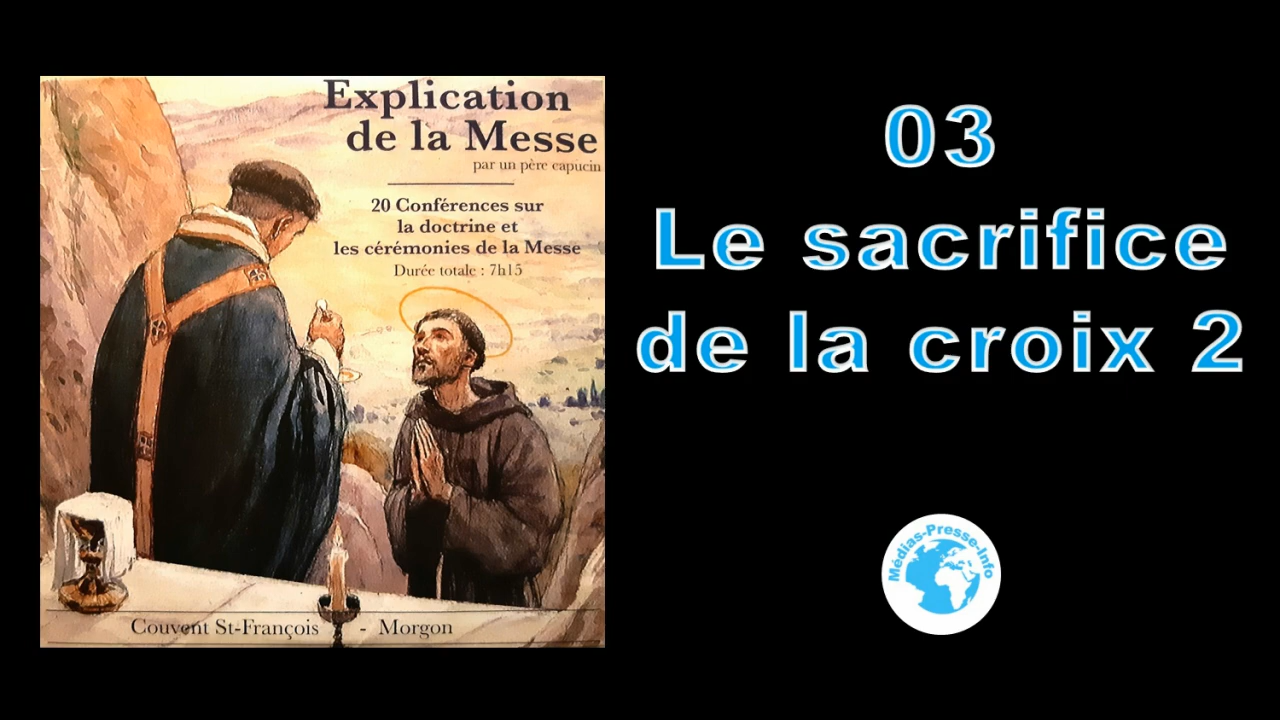 Explication
de la Messe
par un père capucin
20 Conférences sur
la doctrine et
les cérémonies de la Messe
Durée totale : 7h15
Couvent St-François - Morgon
03
Le sacrifice
de la croix 2
Médias-Presse-Info